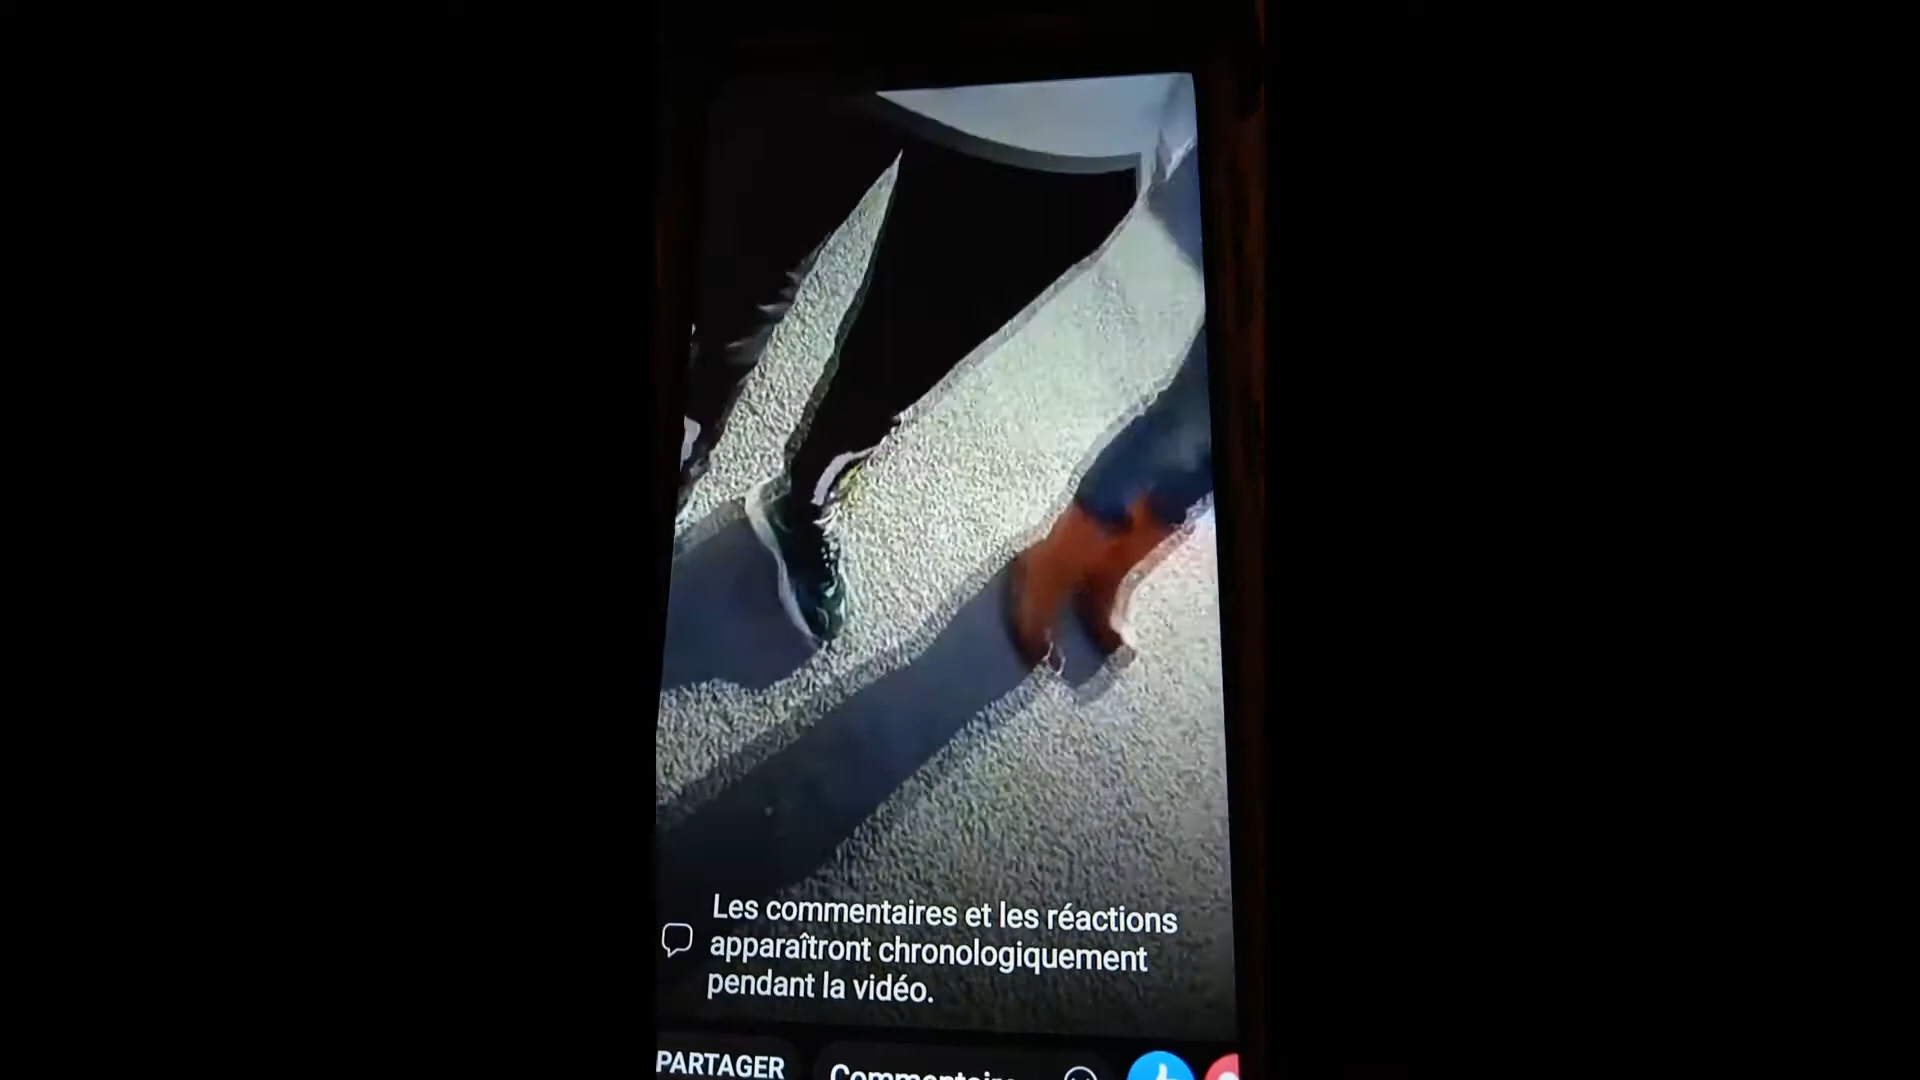 Les commentaires et les réactions
apparaîtront chronologiquement
pendant la vidéo.
PARTAGER